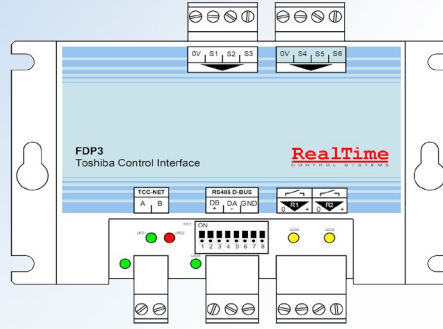 0V S1 S2 S3
0V S4 S5 S6
FDP3
Toshiba Control Interface
RealTime
CONTROL SYSTEMS
TCC-NET
A B
RS485 D-BUS
DB DA GND
+ -
R1 R2
0 + 0 +
SW1
ON
1 2 3 4 5 6 7 8